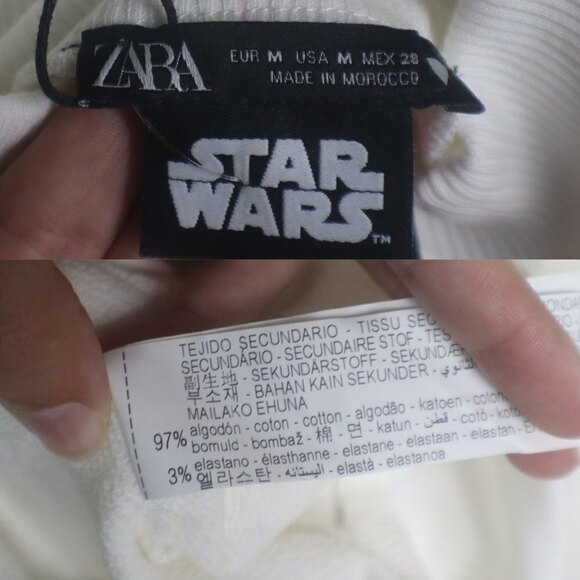 ZARA
EUR M USA M MEX 28
MADE IN MOROCCO
STAR
WARS
TM
TEJIDO SECUNDARIO - TISSU SEC
SECUNDÁRIO - SECUNDAIRE STOF - TES
副生地 - SEKUNDÄRSTOFF - SEKUNDÆ
부소재 - BAHAN KAIN SEKUNDER -
MAILAKO EHUNA
97% algodón - coton - cotton - algodão - katoen - coton
bomuld - bombaž - 棉 - 면 - katun - قطن - cotó - koto
3% elastano - élasthanne - elastane - elastaan - elastan - E
엘라스탄 - اليستانه - elastà - elastanoa